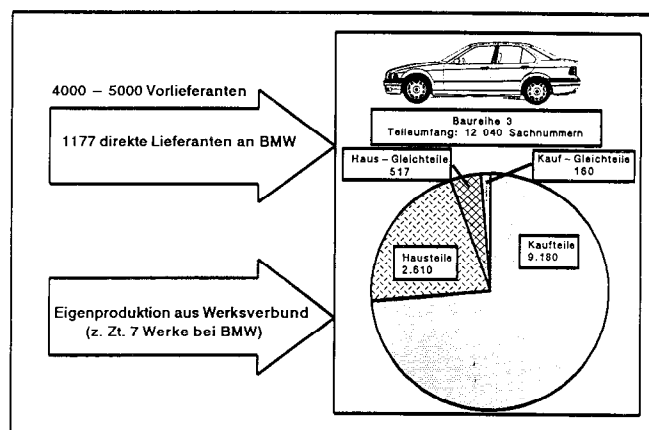 4000 – 5000 Vorlieferanten
1177 direkte Lieferanten an BMW
Baureihe 3
Teileumfang: 12 040 Sachnummern
Haus–Gleichteile
517
Kauf–Gleichteile
160
Hausteile
2.610
Kaufteile
9.180
Eigenproduktion aus Werksverbund
(z. Zt. 7 Werke bei BMW)